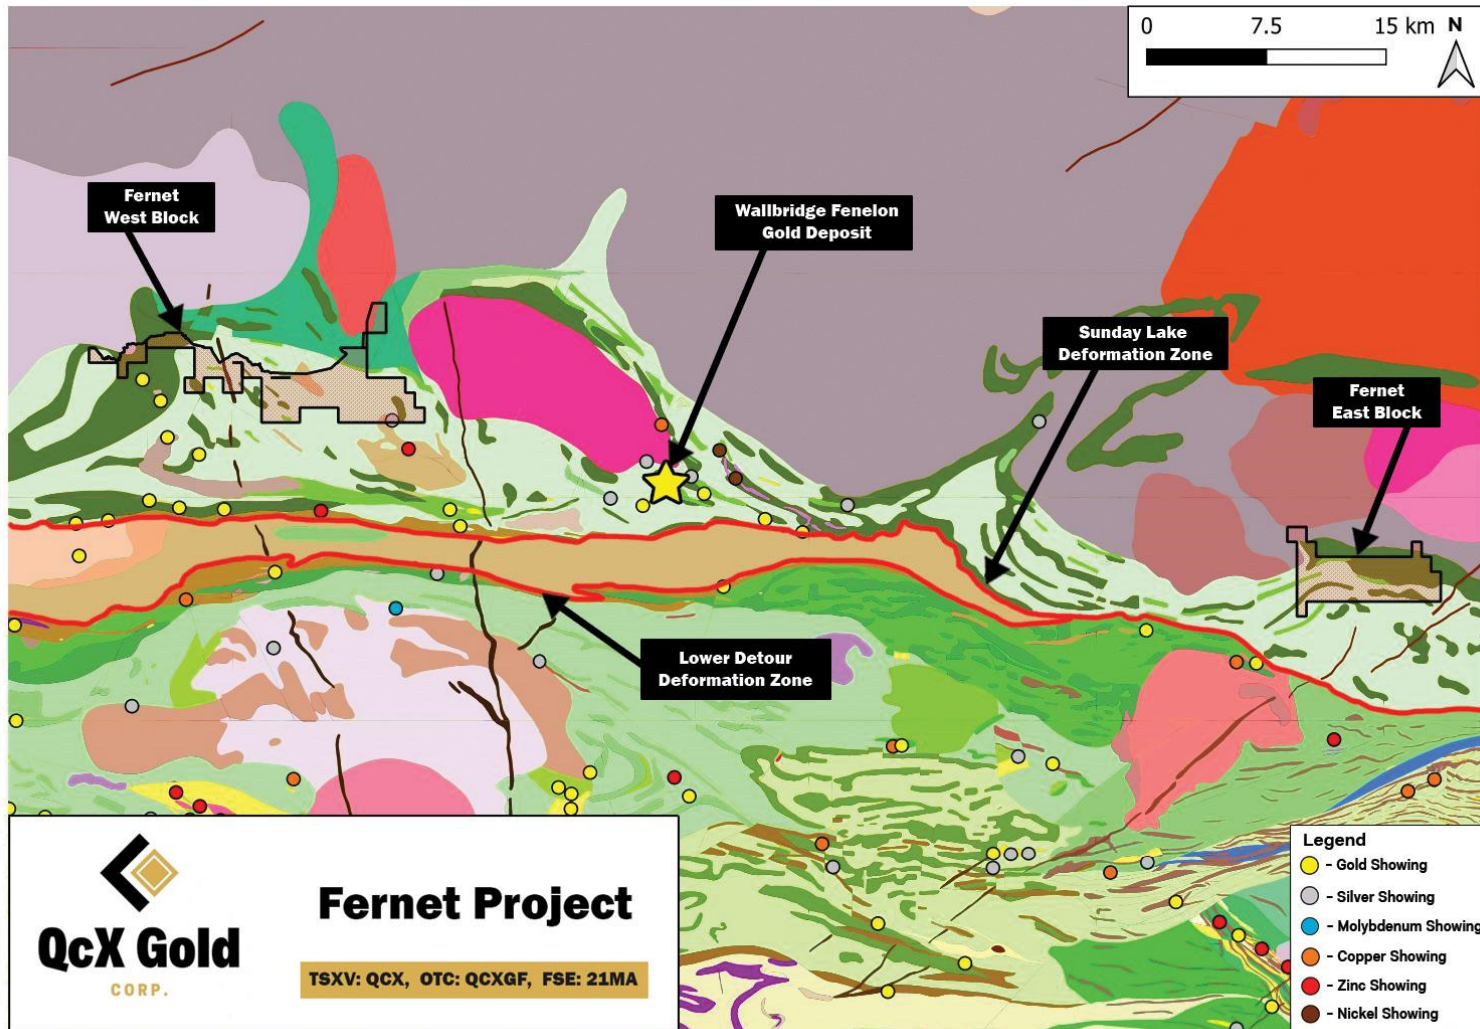 0 7.5 15 km N
Fernet
West Block
Wallbridge Fenelon
Gold Deposit
Sunday Lake
Deformation Zone
Fernet
East Block
Lower Detour
Deformation Zone
QcX Gold
CORP.
Fernet Project
TSXV: QCX, OTC: QCXGF, FSE: 21MA
Legend
- Gold Showing
- Silver Showing
- Molybdenum Showing
- Copper Showing
- Zinc Showing
- Nickel Showing